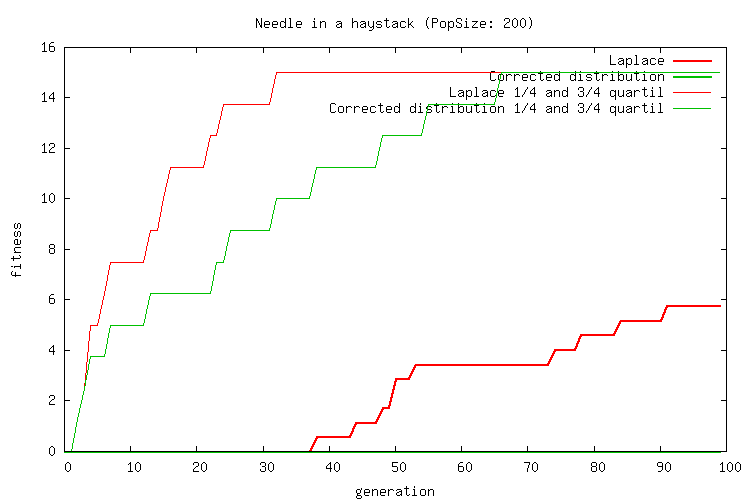 Needle in a haystack (PopSize: 200)
16
Laplace
Corrected distribution
14
Laplace 1/4 and 3/4 quartil
Corrected distribution 1/4 and 3/4 quartil
12
10
fitness
8
6
4
2
0
0 10 20 30 40 50 60 70 80 90 100
generation